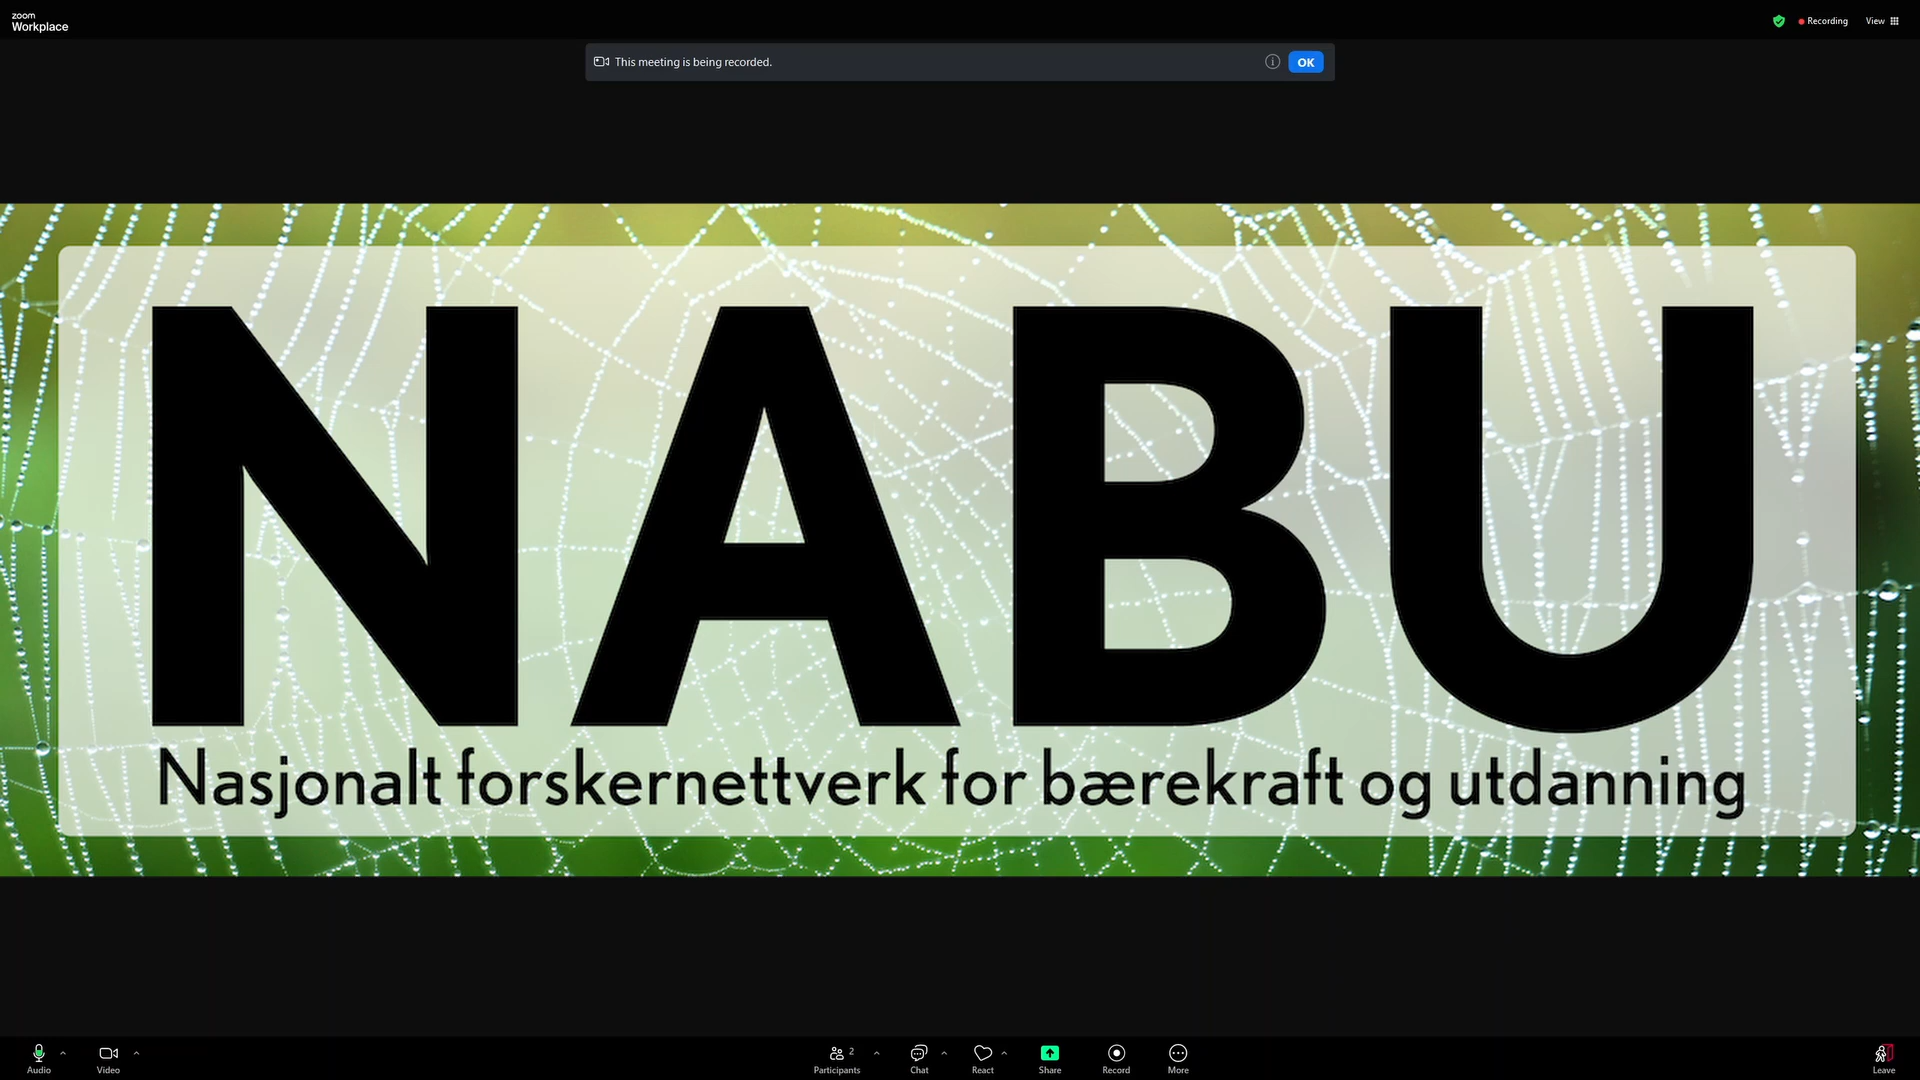 zoom
Workplace
Recording
View
This meeting is being recorded.
OK
NABU
Nasjonalt forskernettverk for bærekraft og utdanning
Audio
Video
2
Participants
Chat
React
Share
Record
More
Leave